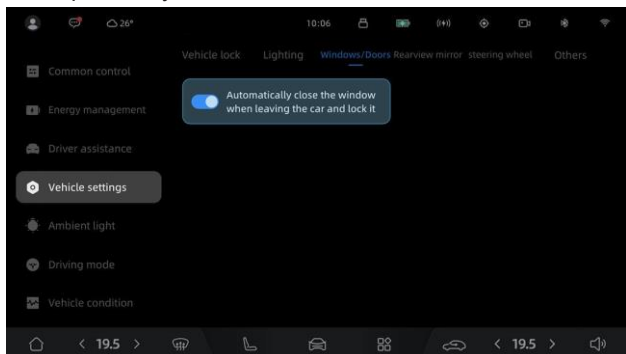 26°
10:06
Vehicle lock Lighting Windows/Doors Rearview mirror steering wheel Others
Common control
Automatically close the window
when leaving the car and lock it
Energy management
Driver assistance
Vehicle settings
Ambient light
Driving mode
Vehicle condition
< 19.5 > < 19.5 >